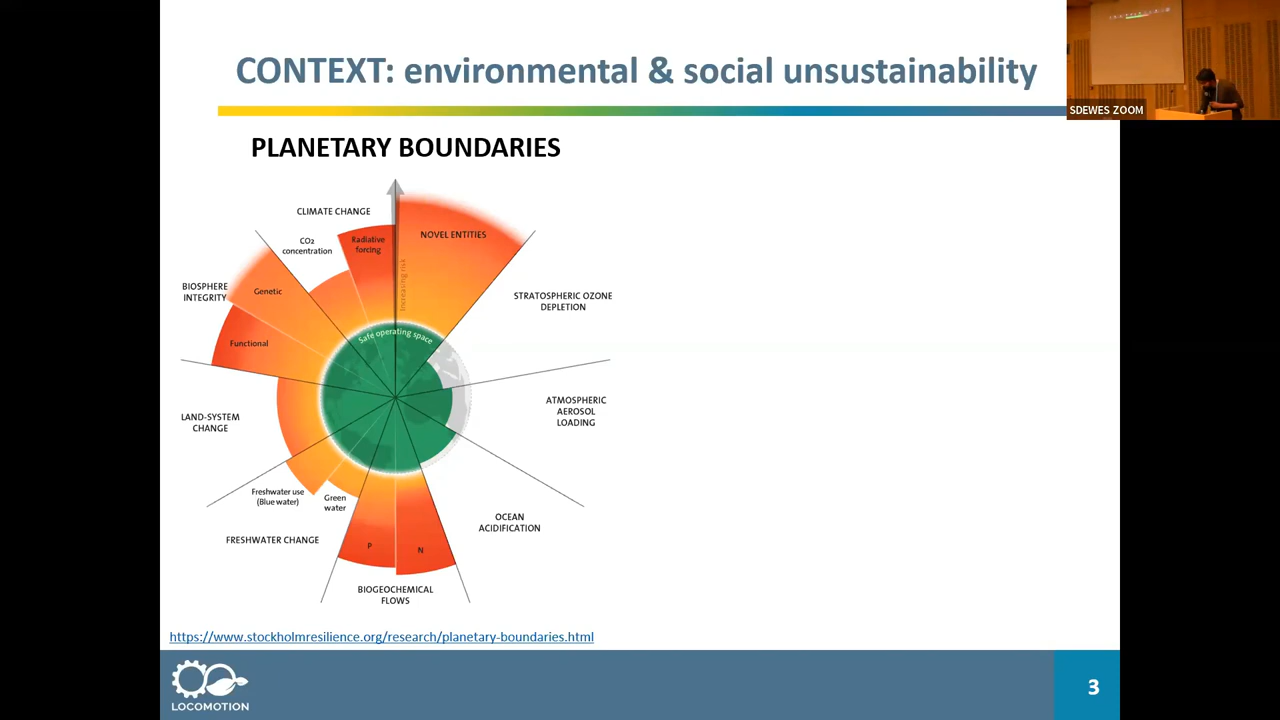 CONTEXT: environmental & social unsustainability
SDEWES ZOOM
PLANETARY BOUNDARIES
CLIMATE CHANGE
CO2
concentration
Radiative
forcing
Increasing risk
NOVEL ENTITIES
STRATOSPHERIC OZONE
DEPLETION
BIOSPHERE
INTEGRITY
Genetic
Functional
Safe operating space
ATMOSPHERIC
AEROSOL
LOADING
LAND-SYSTEM
CHANGE
Freshwater use
(Blue water)
Green
water
FRESHWATER CHANGE
OCEAN
ACIDIFICATION
P
N
BIOGEOCHEMICAL
FLOWS
https://www.stockholmresilience.org/research/planetary-boundaries.html
LOCOMOTION
3